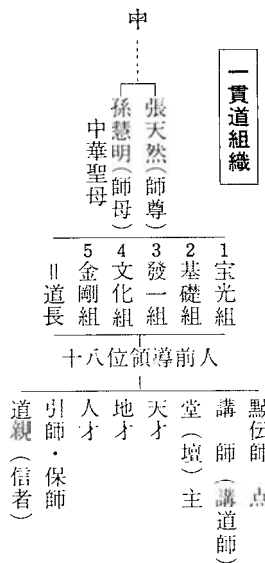 一貫道組織
中
張天然(師尊)
孫慧明(師母)
中華聖母
1宝光組
2基礎組
3發一組
4文化組
5金剛組
=道長
十八位領導前人
點伝師 点
講師(講道師)
堂(壇)主
天才
地才
人才
引師・保師
道親(信者)